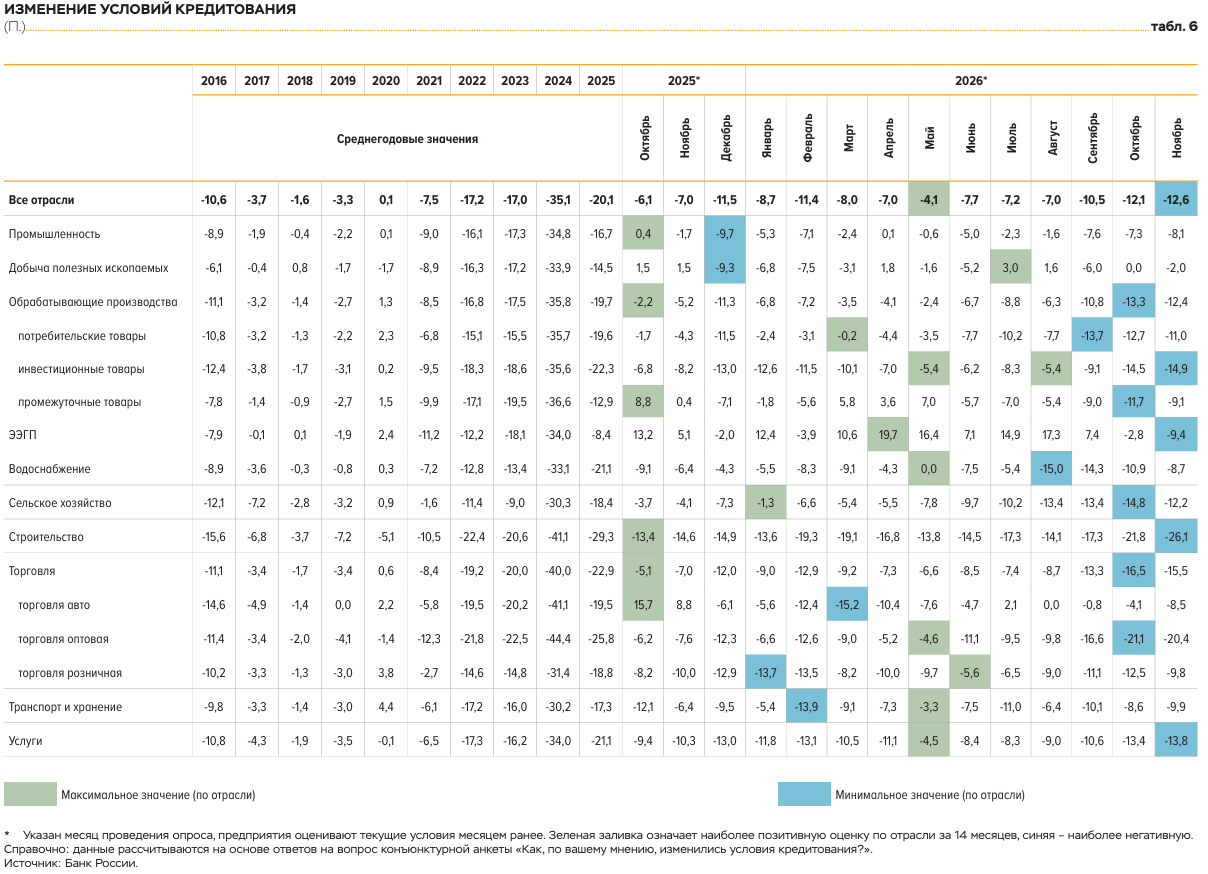 ИЗМЕНЕНИЕ УСЛОВИЙ КРЕДИТОВАНИЯ
(П.) табл. 6
2016 2017 2018 2019 2020 2021 2022 2023 2024 2025 2025* 2026*
Среднегодовые значения Октябрь Ноябрь Декабрь Январь Февраль Март Апрель Май Июнь Июль Август Сентябрь Октябрь Ноябрь
Все отрасли -10,6 -3,7 -1,6 -3,3 0,1 -7,5 -17,2 -17,0 -35,1 -20,1 -6,1 -7,0 -11,5 -8,7 -11,4 -8,0 -7,0 -4,1 -7,7 -7,2 -7,0 -10,5 -12,1 -12,6
Промышленность -8,9 -1,9 -0,4 -2,2 0,1 -9,0 -16,1 -17,3 -34,8 -16,7 0,4 -1,7 -9,7 -5,3 -7,1 -2,4 0,1 -0,6 -5,0 -2,3 -1,6 -7,6 -7,3 -8,1
Добыча полезных ископаемых -6,1 -0,4 0,8 -1,7 -1,7 -8,9 -16,3 -17,2 -33,9 -14,5 1,5 1,5 -9,3 -6,8 -7,5 -3,1 1,8 -1,6 -5,2 3,0 1,6 -6,0 0,0 -2,0
Обрабатывающие производства -11,1 -3,2 -1,4 -2,7 1,3 -8,5 -16,8 -17,5 -35,8 -19,7 -2,2 -5,2 -11,3 -6,8 -7,2 -3,5 -4,1 -2,4 -6,7 -8,8 -6,3 -10,8 -13,3 -12,4
потребительские товары -10,8 -3,2 -1,3 -2,2 2,3 -6,8 -15,1 -15,5 -35,7 -19,6 -1,7 -4,3 -11,5 -2,4 -3,1 -0,2 -4,4 -3,5 -7,7 -10,2 -7,7 -13,7 -12,7 -11,0
инвестиционные товары -12,4 -3,8 -1,7 -3,1 0,2 -9,5 -18,3 -18,6 -35,6 -22,3 -6,8 -8,2 -13,0 -12,6 -11,5 -10,1 -7,0 -5,4 -6,2 -8,3 -5,4 -9,1 -14,5 -14,9
промежуточные товары -7,8 -1,4 -0,9 -2,7 1,5 -9,9 -17,1 -19,5 -36,6 -12,9 8,8 0,4 -7,1 -1,8 -5,6 5,8 3,6 7,0 -5,7 -7,0 -5,4 -9,0 -11,7 -9,1
ЭЭГП -7,9 -0,1 0,1 -1,9 2,4 -11,2 -12,2 -18,1 -34,0 -8,4 13,2 5,1 -2,0 12,4 -3,9 10,6 19,7 16,4 7,1 14,9 17,3 7,4 -2,8 -9,4
Водоснабжение -8,9 -3,6 -0,3 -0,8 0,3 -7,2 -12,8 -13,4 -33,1 -21,1 -9,1 -6,4 -4,3 -5,5 -8,3 -9,1 -4,3 0,0 -7,5 -5,4 -15,0 -14,3 -10,9 -8,7
Сельское хозяйство -12,1 -7,2 -2,8 -3,2 0,9 -1,6 -11,4 -9,0 -30,3 -18,4 -3,7 -4,1 -7,3 -1,3 -6,6 -5,4 -5,5 -7,8 -9,7 -10,2 -13,4 -13,4 -14,8 -12,2
Строительство -15,6 -6,8 -3,7 -7,2 -5,1 -10,5 -22,4 -20,6 -41,1 -29,3 -13,4 -14,6 -14,9 -13,6 -19,3 -19,1 -16,8 -13,8 -14,5 -17,3 -14,1 -17,3 -21,8 -26,1
Торговля -11,1 -3,4 -1,7 -3,4 0,6 -8,4 -19,2 -20,0 -40,0 -22,9 -5,1 -7,0 -12,0 -9,0 -12,9 -9,2 -7,3 -6,6 -8,5 -7,4 -8,7 -13,3 -16,5 -15,5
торговля авто -14,6 -4,9 -1,4 0,0 2,2 -5,8 -19,5 -20,2 -41,1 -19,5 15,7 8,8 -6,1 -5,6 -12,4 -15,2 -10,4 -7,6 -4,7 2,1 0,0 -0,8 -4,1 -8,5
торговля оптовая -11,4 -3,4 -2,0 -4,1 -1,4 -12,3 -21,8 -22,5 -44,4 -25,8 -6,2 -7,6 -12,3 -6,6 -12,6 -9,0 -5,2 -4,6 -11,1 -9,5 -9,8 -16,6 -21,1 -20,4
торговля розничная -10,2 -3,3 -1,3 -3,0 3,8 -2,7 -14,6 -14,8 -31,4 -18,8 -8,2 -10,0 -12,9 -13,7 -13,5 -8,2 -10,0 -9,7 -5,6 -6,5 -9,0 -11,1 -12,5 -9,8
Транспорт и хранение -9,8 -3,3 -1,4 -3,0 4,4 -6,1 -17,2 -16,0 -30,2 -17,3 -12,1 -6,4 -9,5 -5,4 -13,9 -9,1 -7,3 -3,3 -7,5 -11,0 -6,4 -10,1 -8,6 -9,9
Услуги -10,8 -4,3 -1,9 -3,5 -0,1 -6,5 -17,3 -16,2 -34,0 -21,1 -9,4 -10,3 -13,0 -11,8 -13,1 -10,5 -11,1 -4,5 -8,4 -8,3 -9,0 -10,6 -13,4 -13,8
Максимальное значение (по отрасли) Минимальное значение (по отрасли)
* Указан месяц проведения опроса, предприятия оценивают текущие условия месяцем ранее. Зеленая заливка означает наиболее позитивную оценку по отрасли за 14 месяцев, синяя – наиболее негативную.
Справочно: данные рассчитываются на основе ответов на вопрос конъюнктурной анкеты «Как, по вашему мнению, изменились условия кредитования?».
Источник: Банк России.